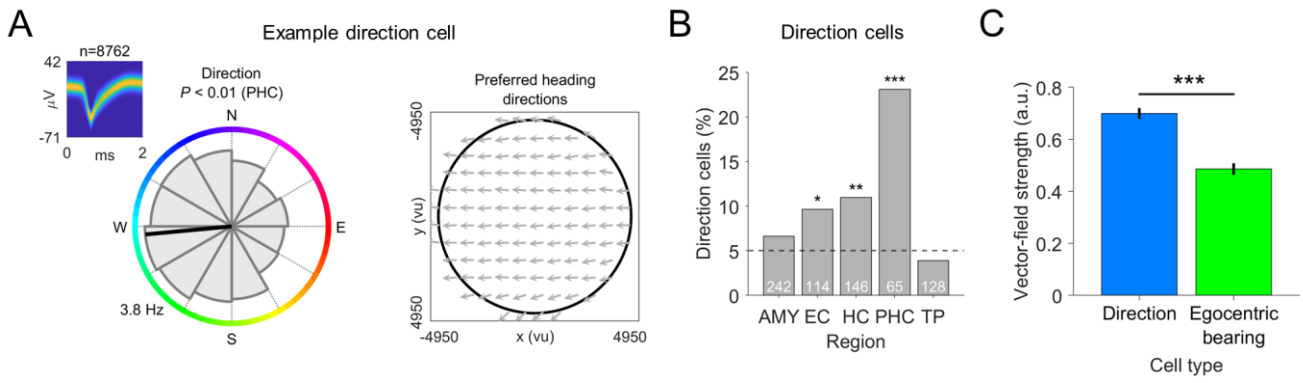 A
Example direction cell
n=8762
42
μV
-71
0
ms
2
Direction
P < 0.01 (PHC)
N
W
E
S
3.8 Hz
Preferred heading
directions
-4950
y (vu)
4950
-4950
x (vu)
4950
B
Direction cells
Direction cells (%)
25
20
15
10
5
0
*
**
***
242
114
146
65
128
AMY
EC
HC
PHC
TP
Region
C
***
Vector-field strength (a.u.)
0.8
0.6
0.4
0.2
0
Direction
Egocentric
bearing
Cell type